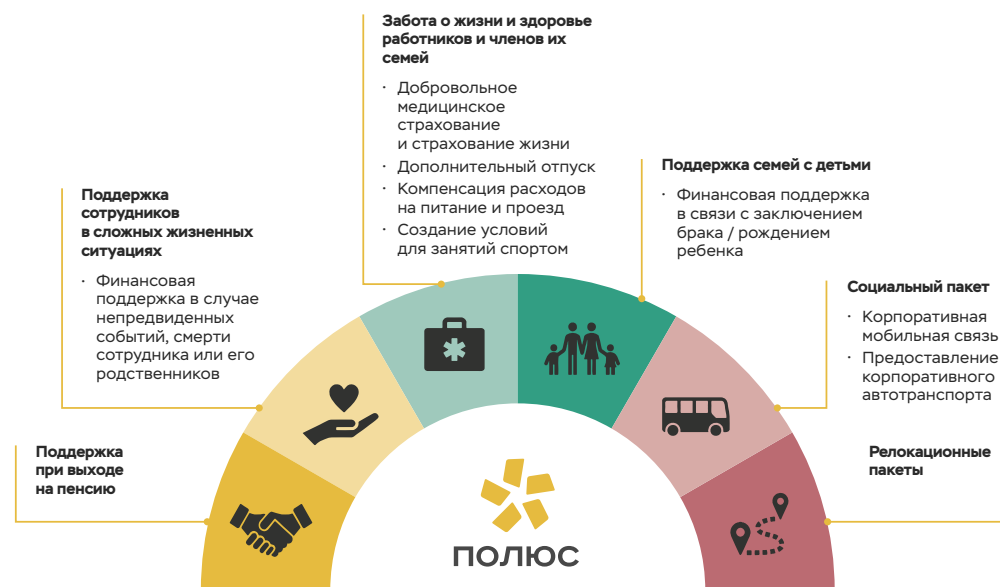 Забота о жизни и здоровье
работников и членов их
семей
· Добровольное
медицинское
страхование
и страхование жизни
· Дополнительный отпуск
· Компенсация расходов
на питание и проезд
· Создание условий
для занятий спортом
Поддержка семей с детьми
· Финансовая поддержка
в связи с заключением
брака / рождением
ребенка
Поддержка
сотрудников
в сложных жизненных
ситуациях
· Финансовая
поддержка в случае
непредвиденных
событий, смерти
сотрудника или его
родственников
Социальный пакет
· Корпоративная
мобильная связь
· Предоставление
корпоративного
автотранспорта
Поддержка
при выходе
на пенсию
Релокационные
пакеты
ПОЛЮС